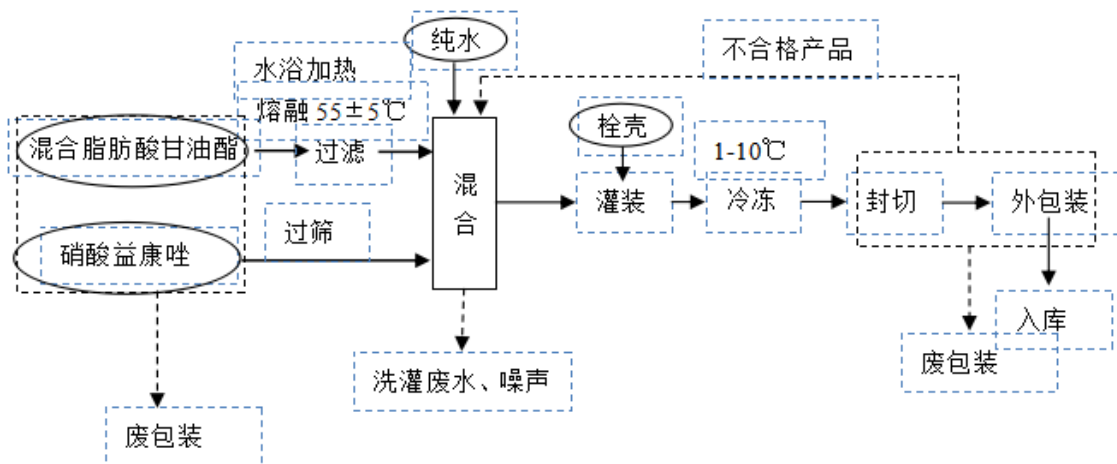 纯水
不合格产品
水浴加热
熔融 55±5℃
混合脂肪酸甘油酯
过滤
栓壳
1-10℃
混合
灌装
冷冻
封切
外包装
过筛
硝酸益康唑
入库
洗灌废水、噪声
废包装
废包装